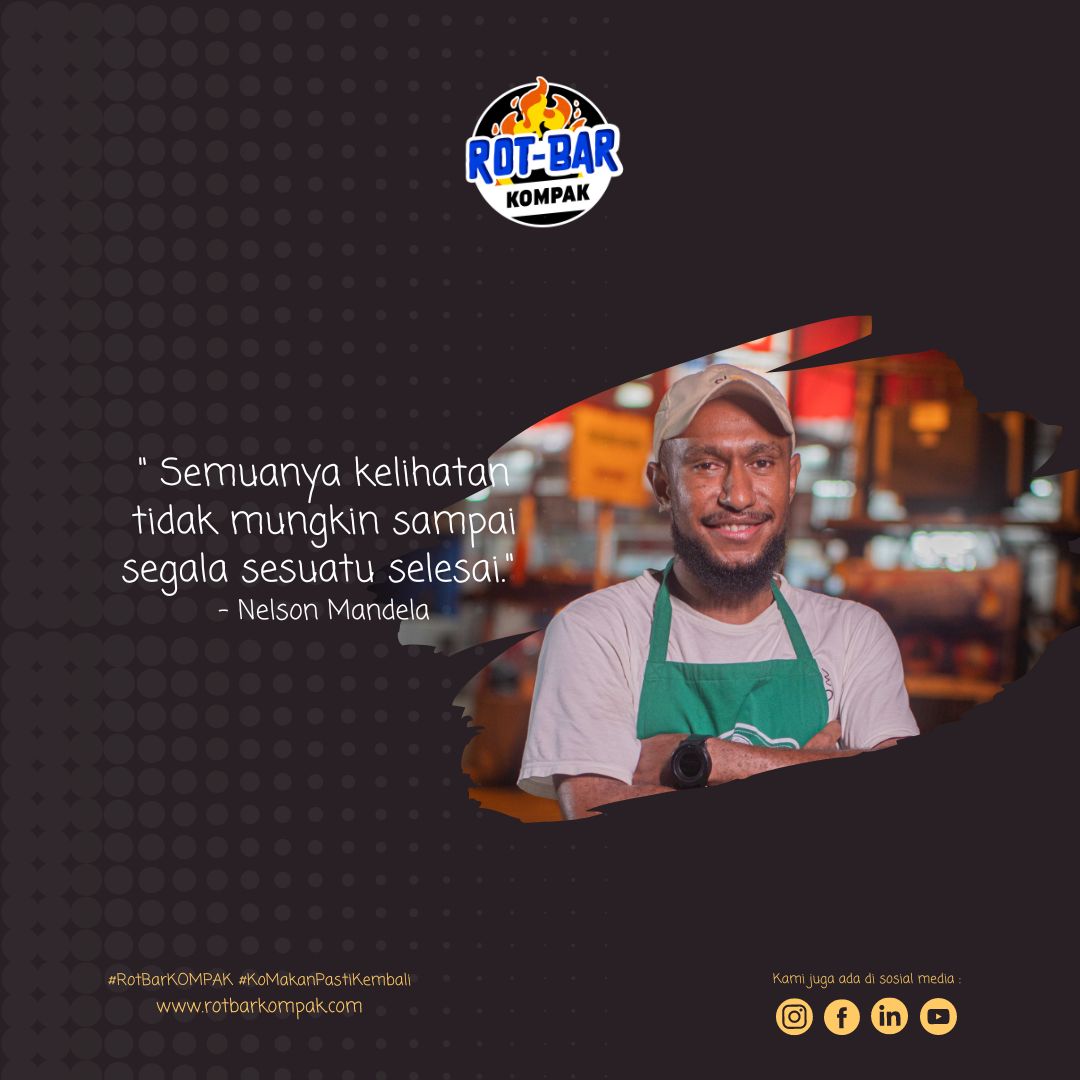 ROT-BAR
KOMPAK
" Semuanya kelihatan
tidak mungkin sampai
segala sesuatu selesai."
- Nelson Mandela
#RotBarKOMPAK #KoMakanPastiKembali
www.rotbarkompak.com
Kami juga ada di sosial media :